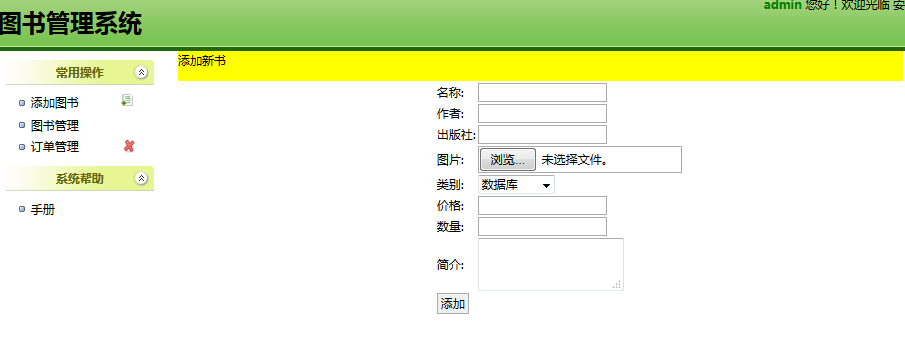 admin 您好！欢迎光临
图书管理系统
常用操作
添加图书
图书管理
订单管理
系统帮助
手册
添加新书
名称:
作者:
出版社:
图片: 浏览... 未选择文件。
类别: 数据库
价格:
数量:
简介:
添加